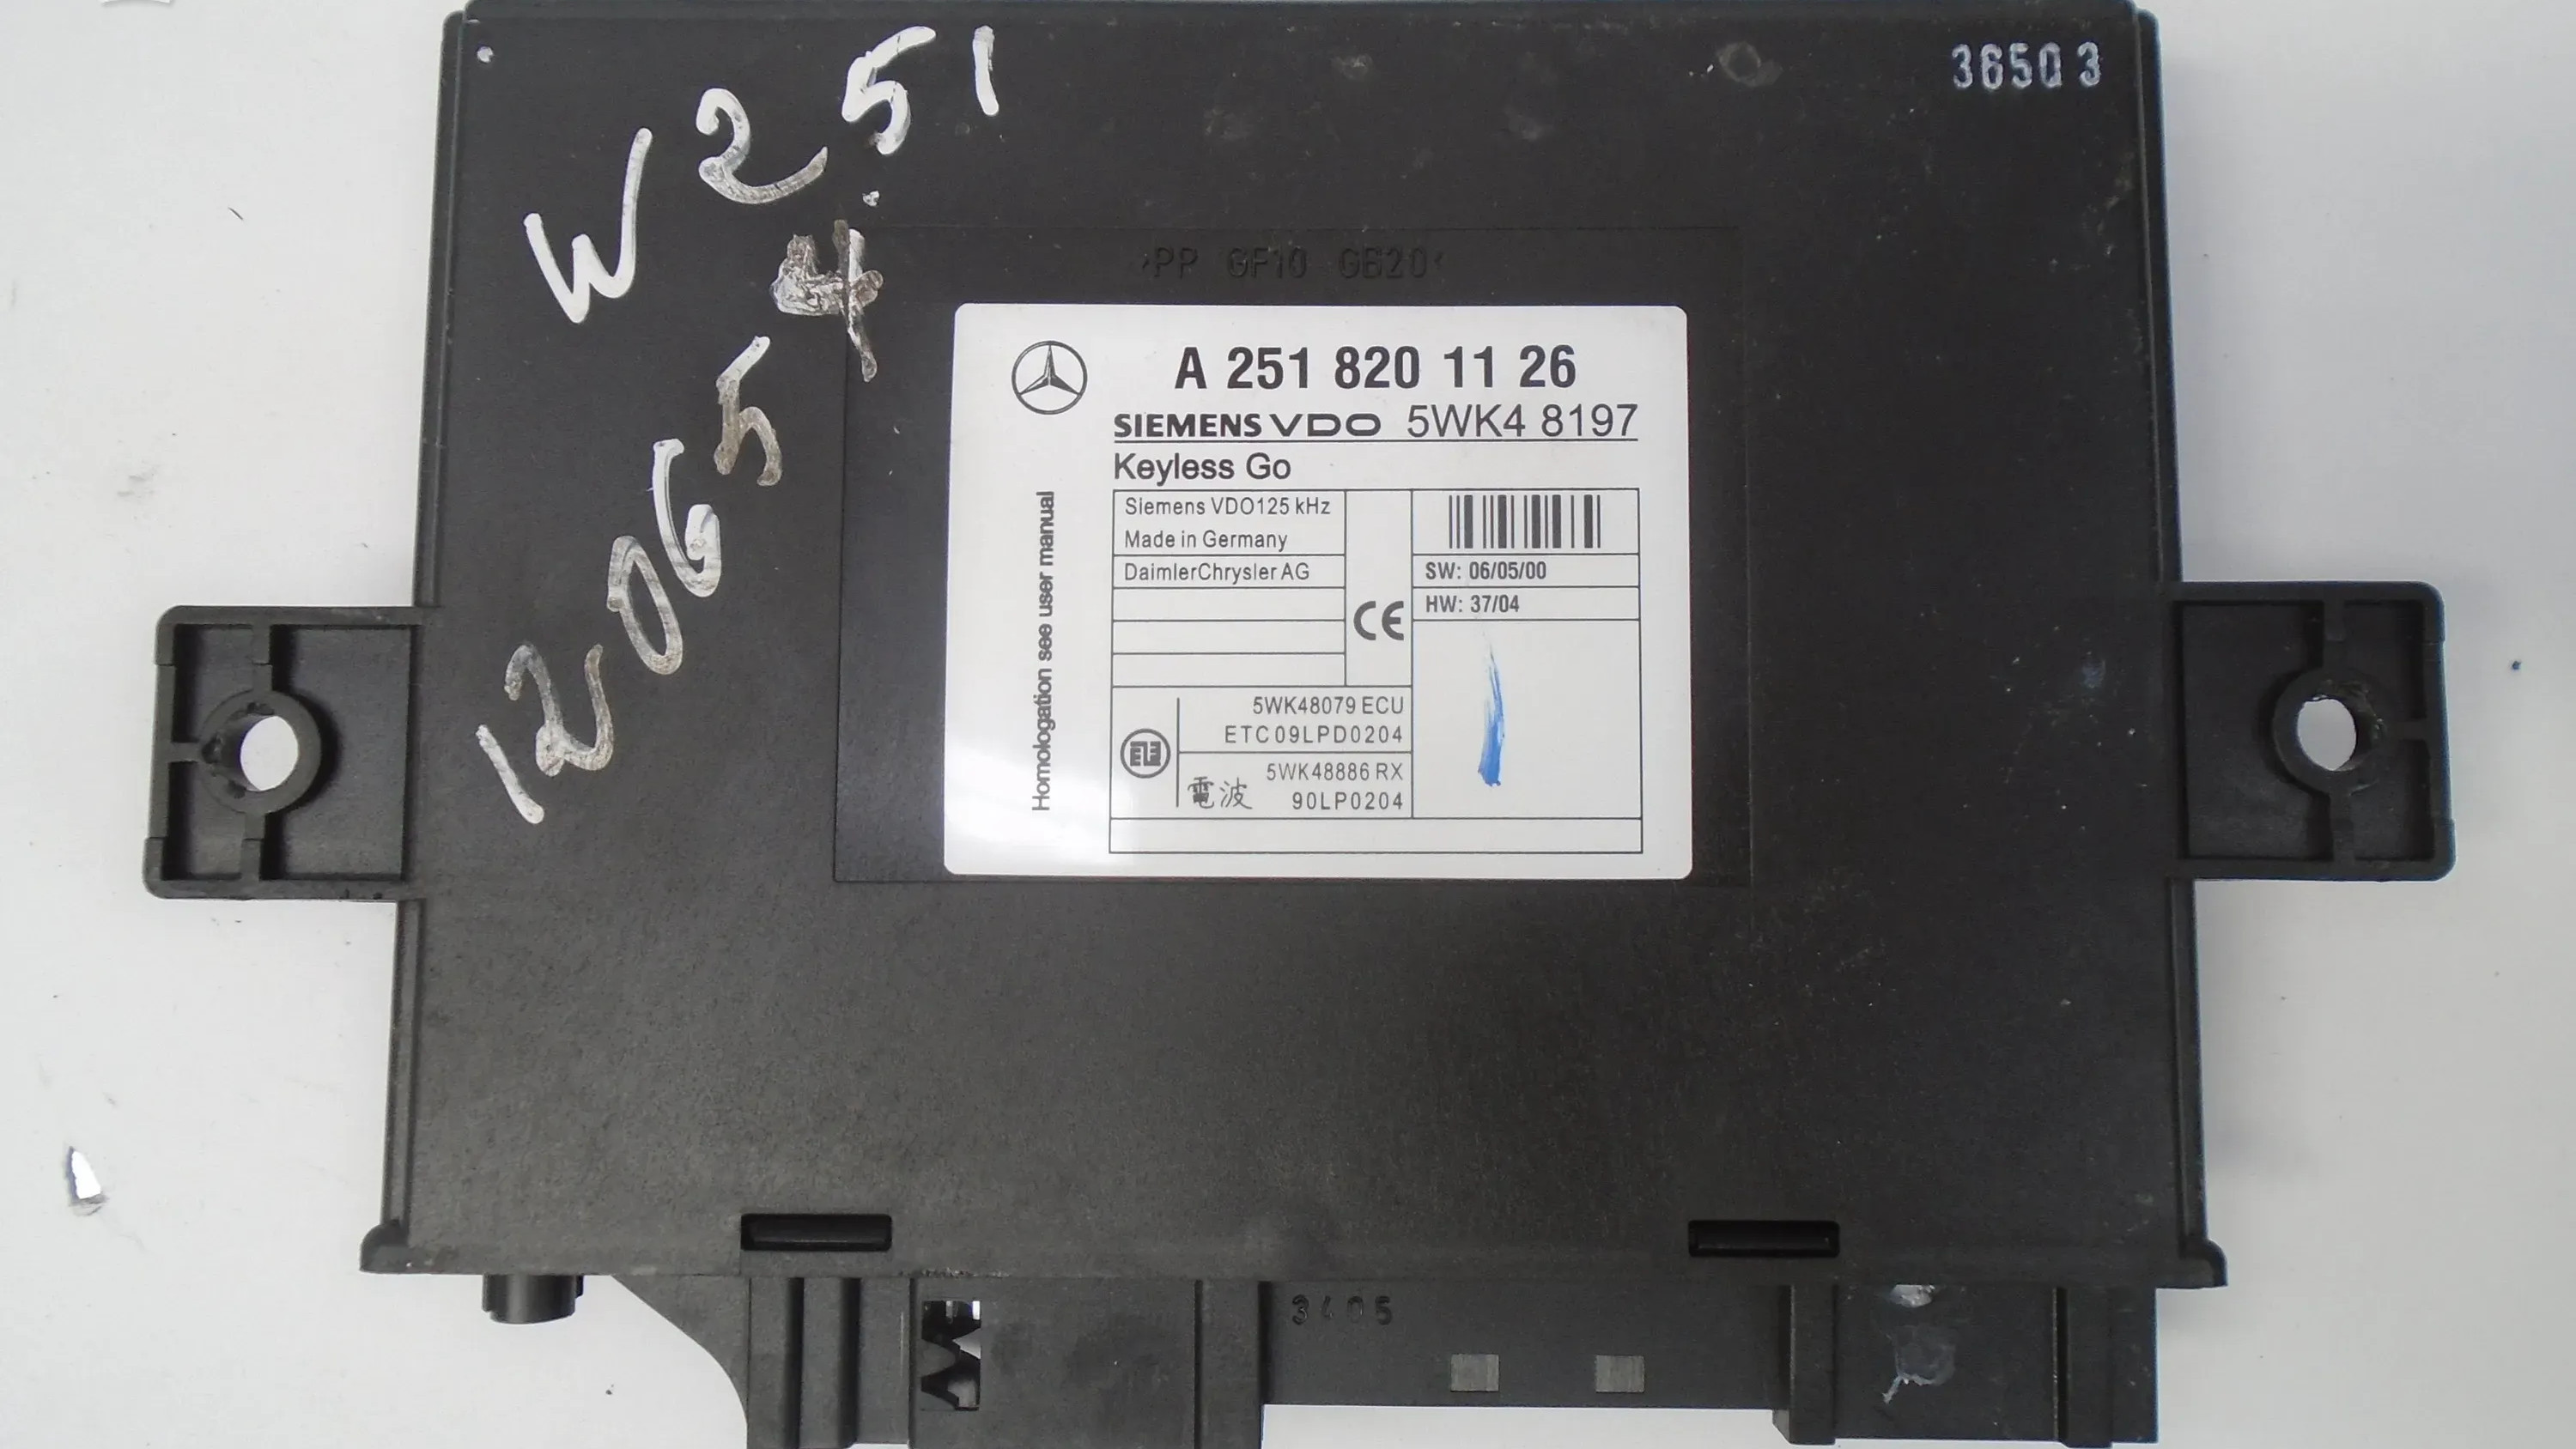 W251
36503
120654
>PP GF10 GB20<
A 251 820 11 26
SIEMENS VDO 5WK4 8197
Keyless Go
Homologation see user manual
Siemens VDO125 kHz
Made in Germany
DaimlerChrysler AG
CE
SW: 06/05/00
HW: 37/04
5WK48079 ECU
ETC09LPD0204
電波
5WK48886 RX
90LP0204
3405